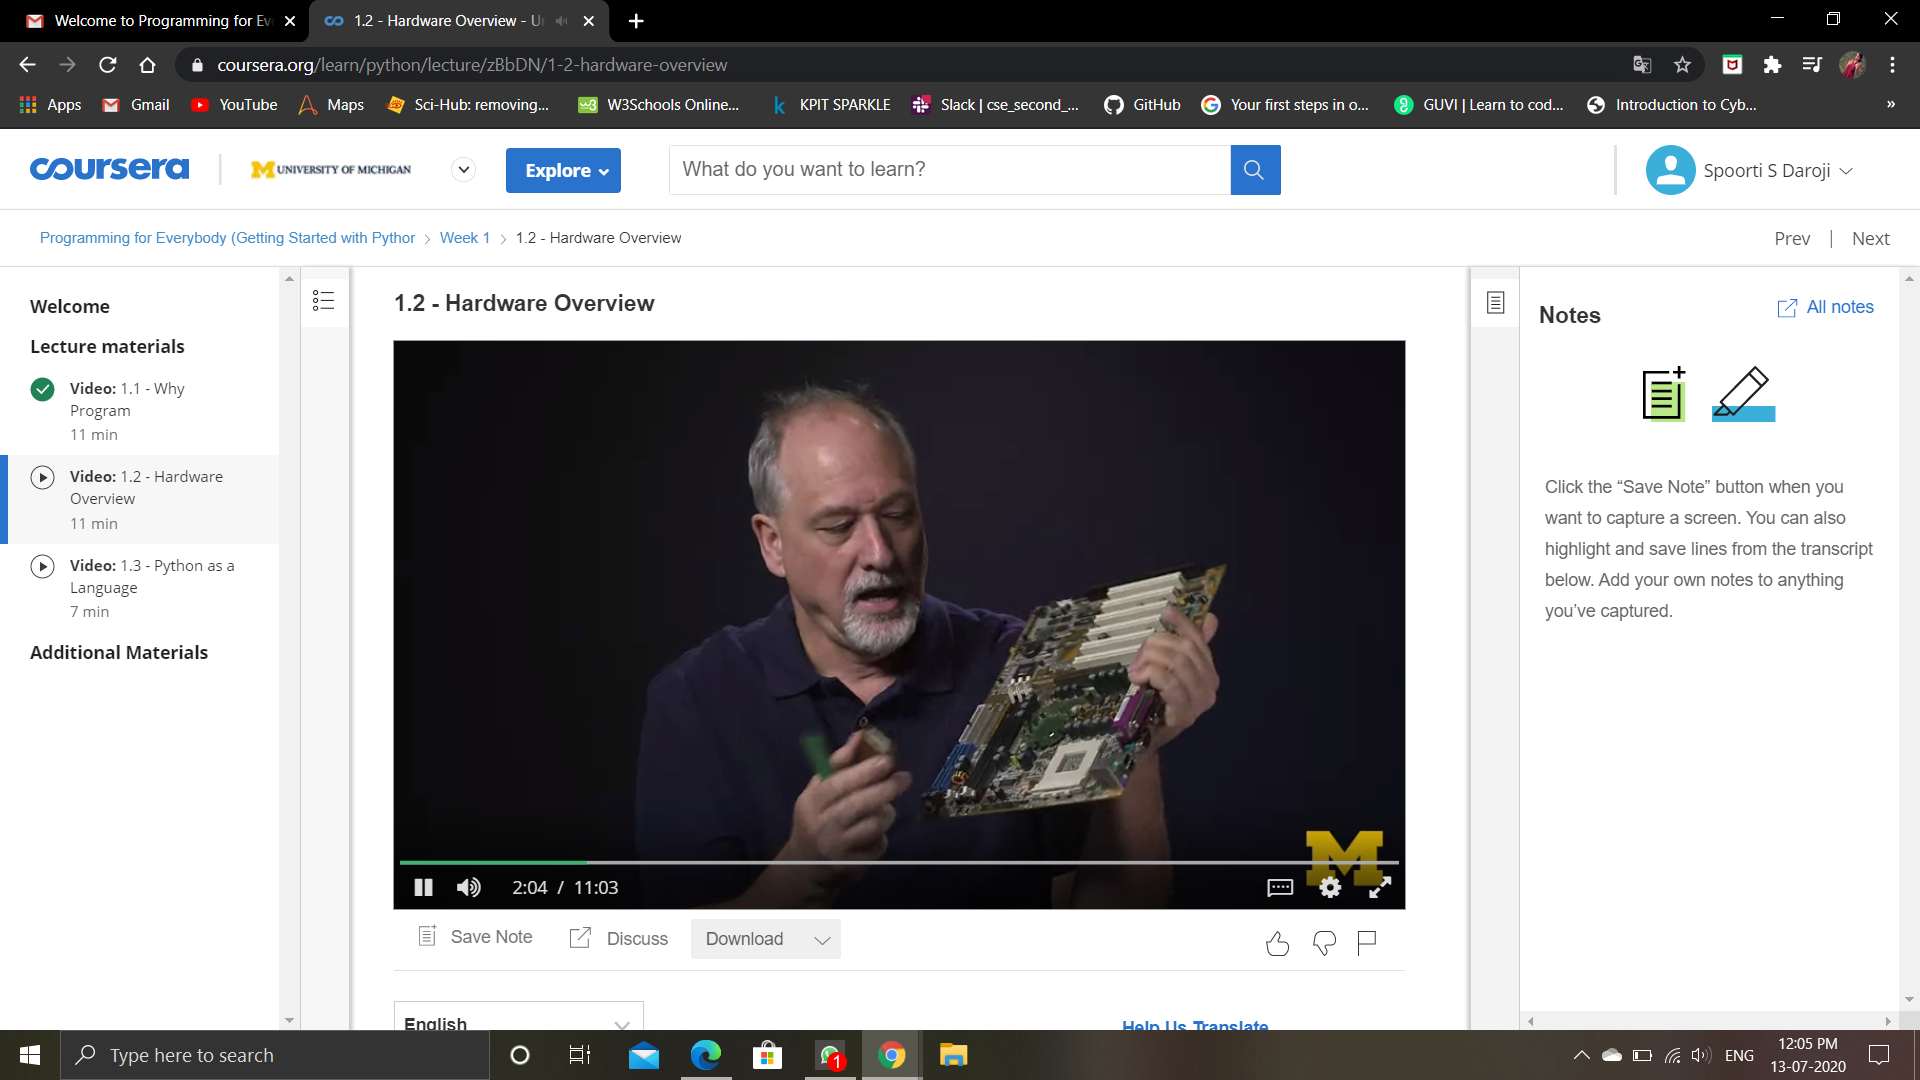 Welcome to Programming for Ev
1.2 - Hardware Overview - Un
coursera.org/learn/python/lecture/zBbDN/1-2-hardware-overview
Apps
Gmail
YouTube
Maps
Sci-Hub: removing...
W3Schools Online...
KPIT SPARKLE
Slack | cse_second_...
GitHub
Your first steps in o...
GUVI | Learn to cod...
Introduction to Cyb...
»
coursera
M UNIVERSITY OF MICHIGAN
Explore
What do you want to learn?
Spoorti S Daroji
Programming for Everybody (Getting Started with Python
Week 1
1.2 - Hardware Overview
Prev | Next
Welcome
Lecture materials
Video: 1.1 - Why
Program
11 min
Video: 1.2 - Hardware
Overview
11 min
Video: 1.3 - Python as a
Language
7 min
Additional Materials
1.2 - Hardware Overview
M
2:04 / 11:03
Save Note
Discuss
Download
English
Help Us Translate
Notes
All notes
Click the “Save Note” button when you
want to capture a screen. You can also
highlight and save lines from the transcript
below. Add your own notes to anything
you’ve captured.
Type here to search
1
ENG
12:05 PM
13-07-2020